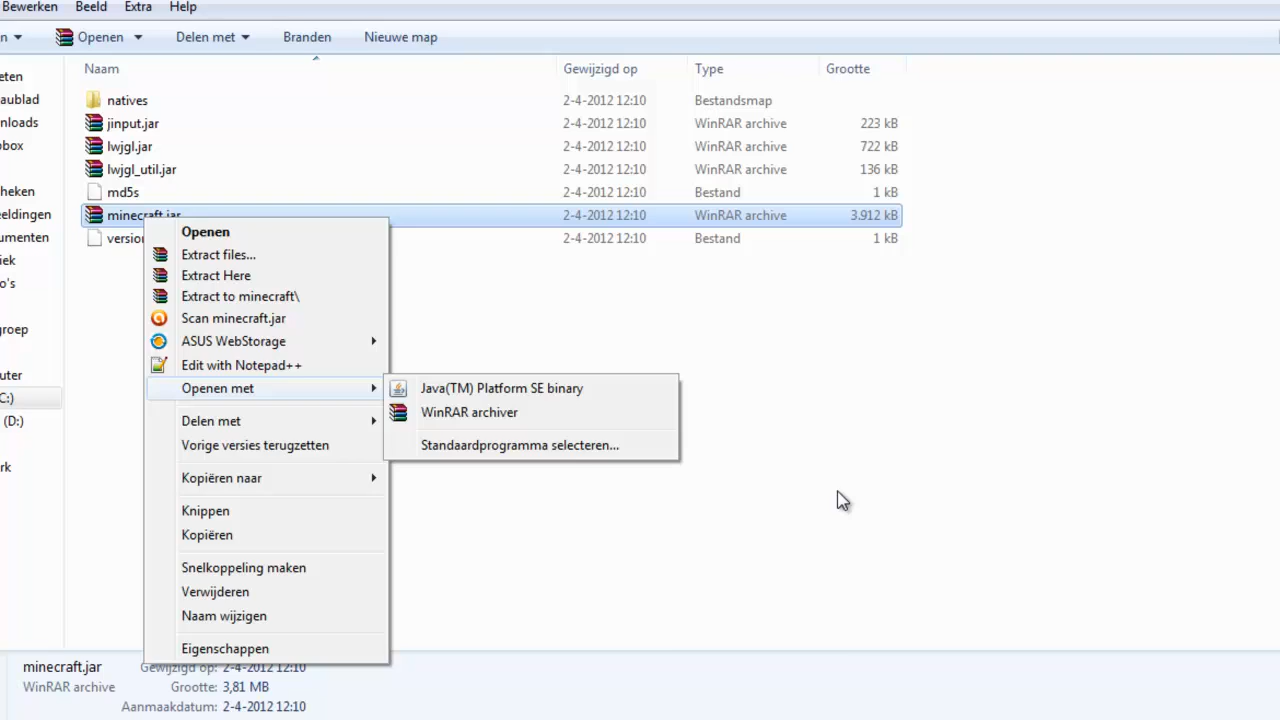 Bewerken Beeld Extra Help
n Openen Delen met Branden Nieuwe map
Naam Gewijzigd op Type Grootte
eten
aublad
nloads
box
heken
eeldingen
umenten
iek
o's
groep
uter
C:)
(D:)
rk
natives 2-4-2012 12:10 Bestandsmap
jinput.jar 2-4-2012 12:10 WinRAR archive 223 kB
lwjgl.jar 2-4-2012 12:10 WinRAR archive 722 kB
lwjgl_util.jar 2-4-2012 12:10 WinRAR archive 136 kB
md5s 2-4-2012 12:10 Bestand 1 kB
minecraft.jar 2-4-2012 12:10 WinRAR archive 3.912 kB
version 2-4-2012 12:10 Bestand 1 kB
Openen
Extract files...
Extract Here
Extract to minecraft\
Scan minecraft.jar
ASUS WebStorage
Edit with Notepad++
Openen met
Delen met
Vorige versies terugzetten
Kopiëren naar
Knippen
Kopiëren
Snelkoppeling maken
Verwijderen
Naam wijzigen
Eigenschappen
Java(TM) Platform SE binary
WinRAR archiver
Standaardprogramma selecteren...
minecraft.jar Gewijzigd op: 2-4-2012 12:10
WinRAR archive Grootte: 3,81 MB
Aanmaakdatum: 2-4-2012 12:10